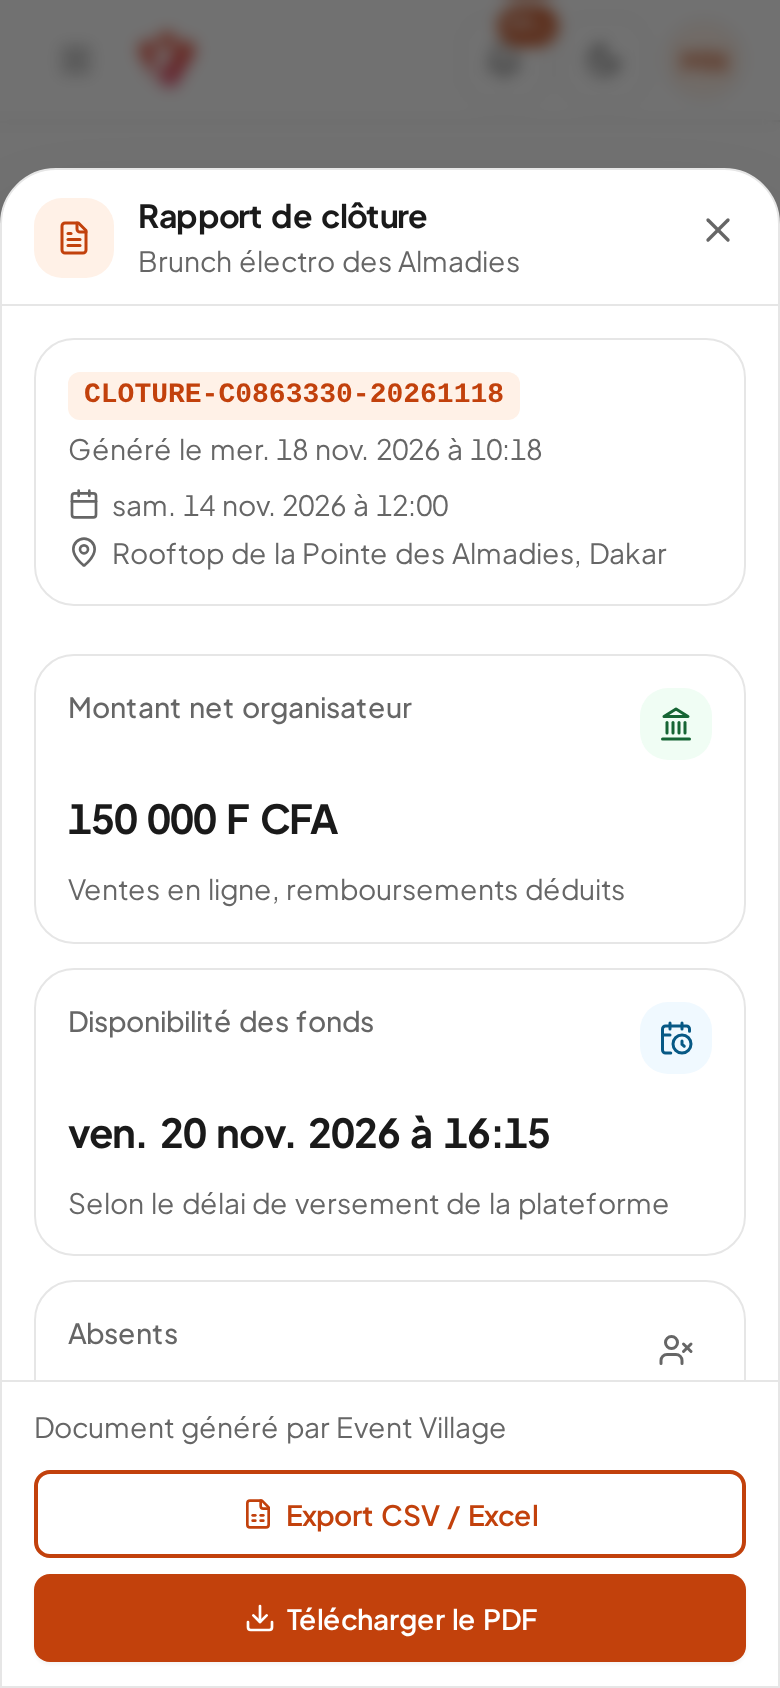 Rapport de clôture
Brunch électro des Almadies
CLOTURE-C0863330-20261118
Généré le mer. 18 nov. 2026 à 10:18
sam. 14 nov. 2026 à 12:00
Rooftop de la Pointe des Almadies, Dakar
Montant net organisateur
150 000 F CFA
Ventes en ligne, remboursements déduits
Disponibilité des fonds
ven. 20 nov. 2026 à 16:15
Selon le délai de versement de la plateforme
Absents
Document généré par Event Village
Export CSV / Excel
Télécharger le PDF